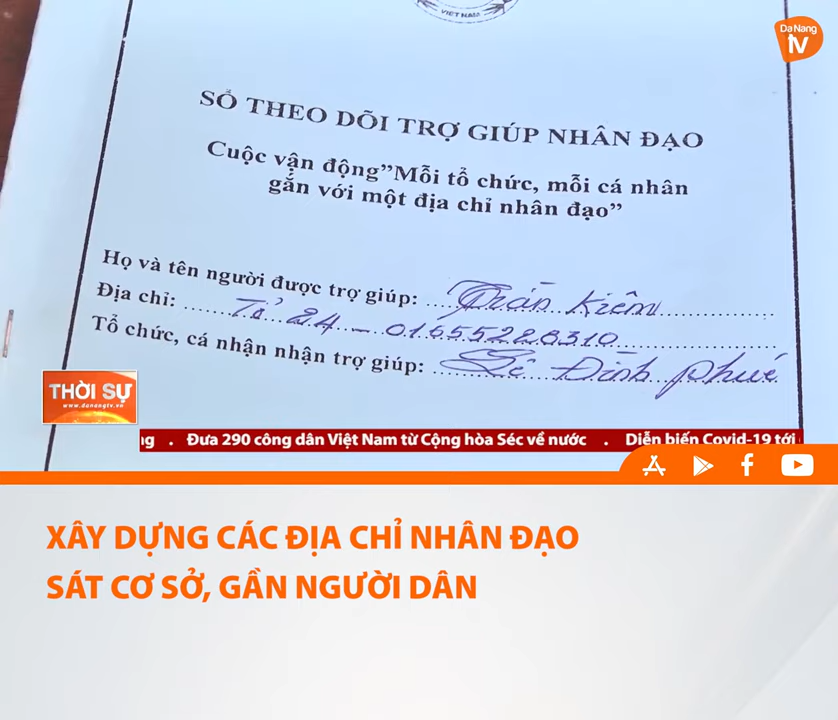 VIỆT NAM
Da Nang
TV
SỔ THEO DÕI TRỢ GIÚP NHÂN ĐẠO
Cuộc vận động”Mỗi tổ chức, mỗi cá nhân
gắn với một địa chỉ nhân đạo”
Họ và tên người được trợ giúp: Trần Kiêm
Địa chỉ: Tổ 24 - 01655228310
Tổ chức, cá nhận nhận trợ giúp: Lê Đình Phué
THỜI SỰ
www.danangtv.vn
ng . Đưa 290 công dân Việt Nam từ Cộng hòa Séc về nước . Diễn biến Covid-19 tới
XÂY DỰNG CÁC ĐỊA CHỈ NHÂN ĐẠO
SÁT CƠ SỞ, GẦN NGƯỜI DÂN